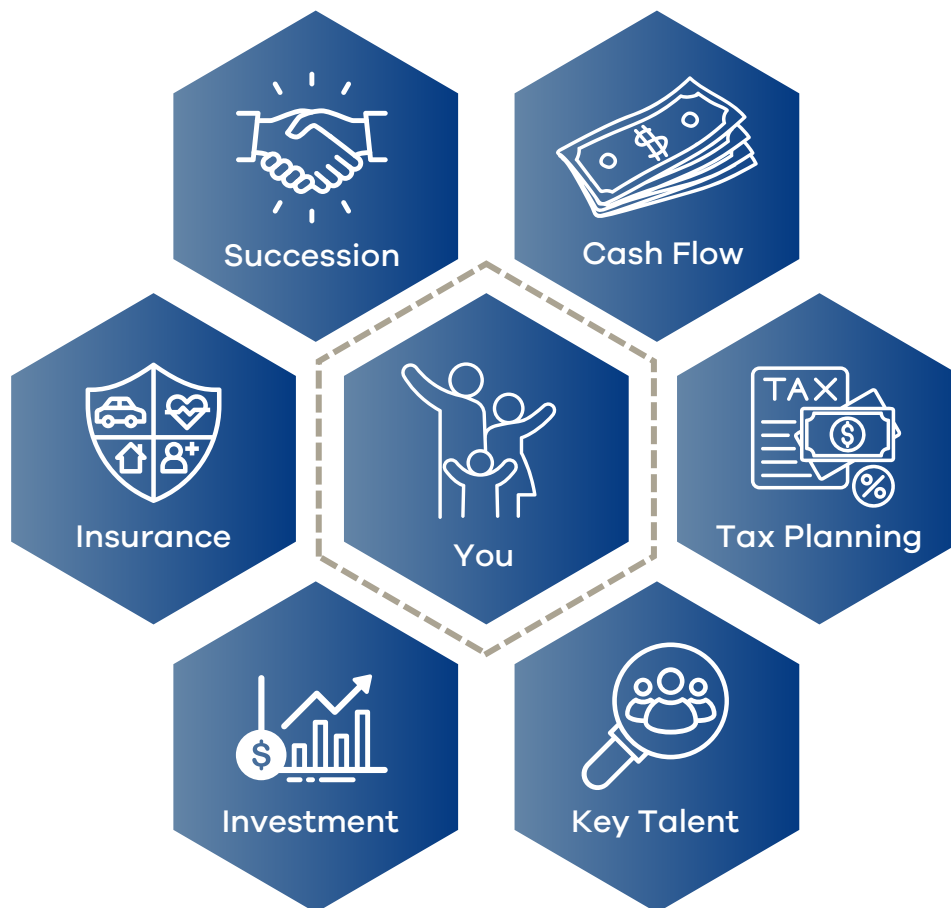 Succession
$
Cash Flow
Insurance
You
TAX
$
%
Tax Planning
$
Investment
Key Talent